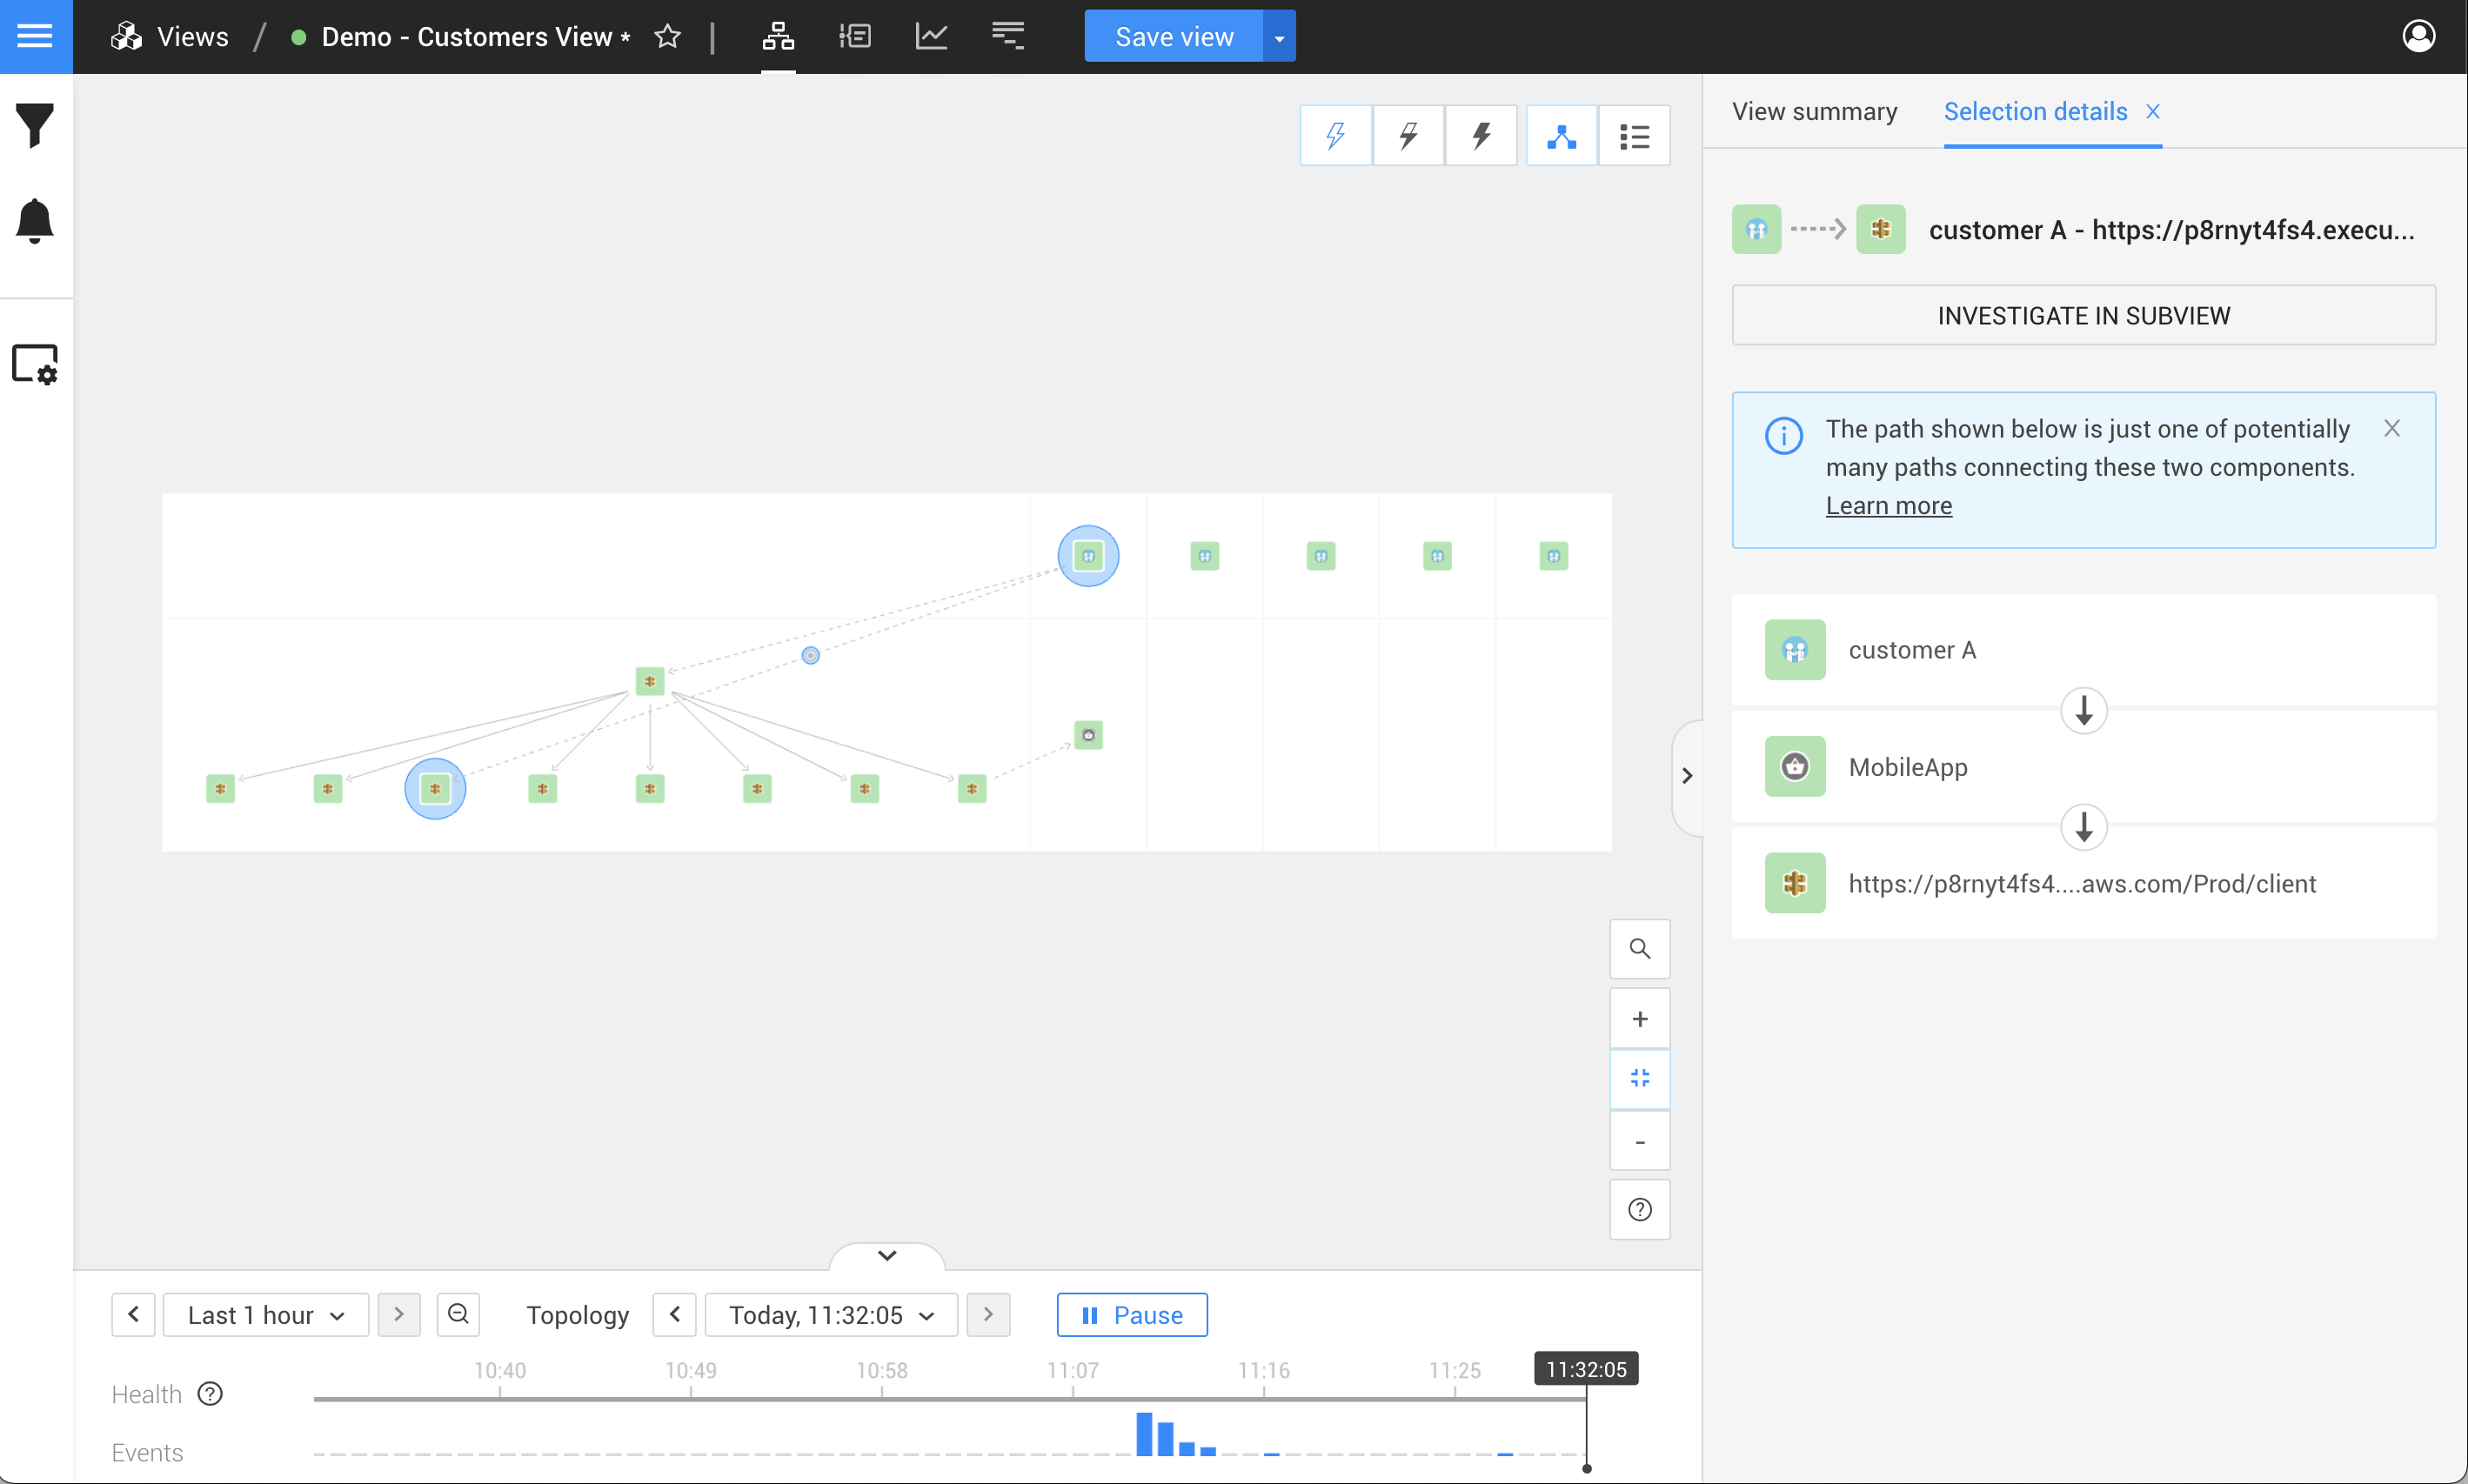 Views / Demo - Customers View *
Save view
View summary
Selection details
customer A - https://p8rnyt4fs4.execu...
INVESTIGATE IN SUBVIEW
The path shown below is just one of potentially
many paths connecting these two components.
Learn more
customer A
MobileApp
https://p8rnyt4fs4....aws.com/Prod/client
+
-
?
Last 1 hour
Topology
Today, 11:32:05
Pause
10:40 10:49 10:58 11:07 11:16 11:25 11:32:05
Health ?
Events